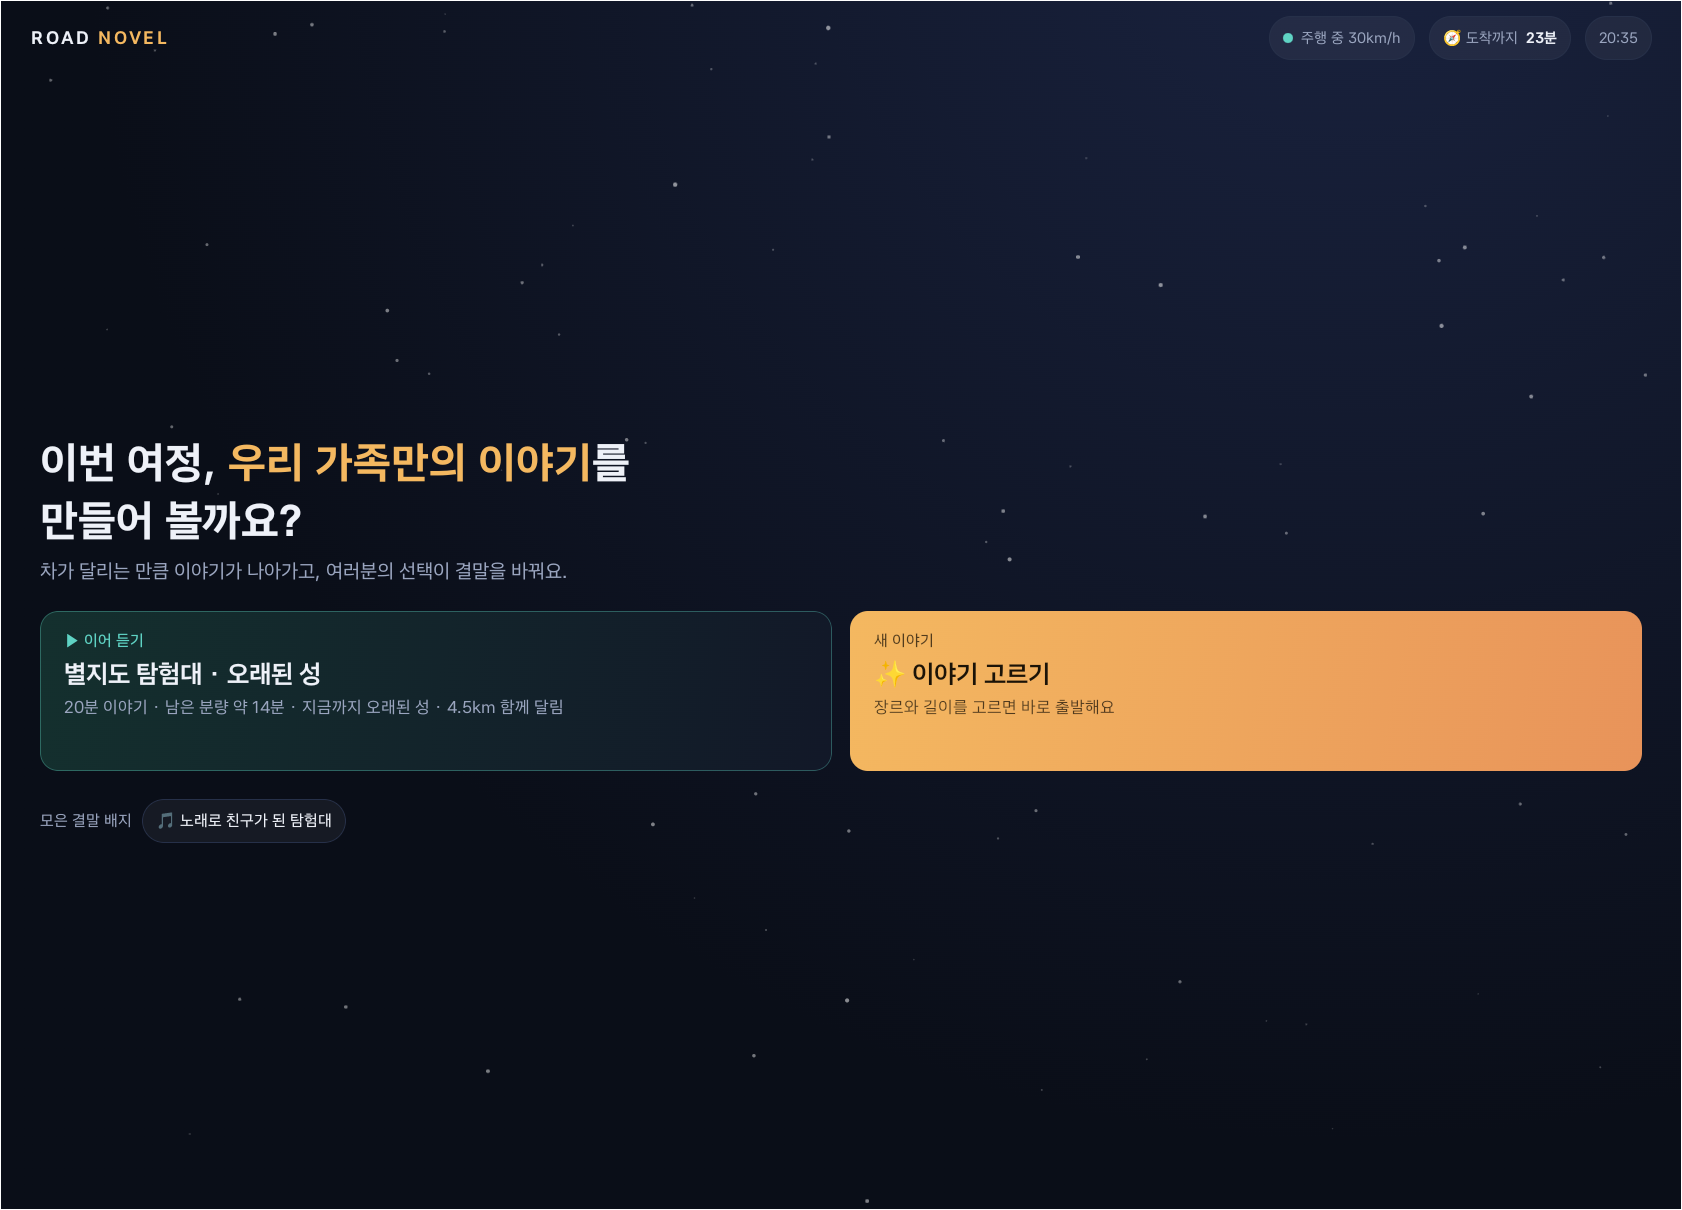 ROAD NOVEL
주행 중 30km/h
도착까지 23분
20:35
이번 여정, 우리 가족만의 이야기를
만들어 볼까요?
차가 달리는 만큼 이야기가 나아가고, 여러분의 선택이 결말을 바꿔요.
▶ 이어 듣기
별지도 탐험대 · 오래된 성
20분 이야기 · 남은 분량 약 14분 · 지금까지 오래된 성 · 4.5km 함께 달림
새 이야기
✨ 이야기 고르기
장르와 길이를 고르면 바로 출발해요
모은 결말 배지
🎵 노래로 친구가 된 탐험대